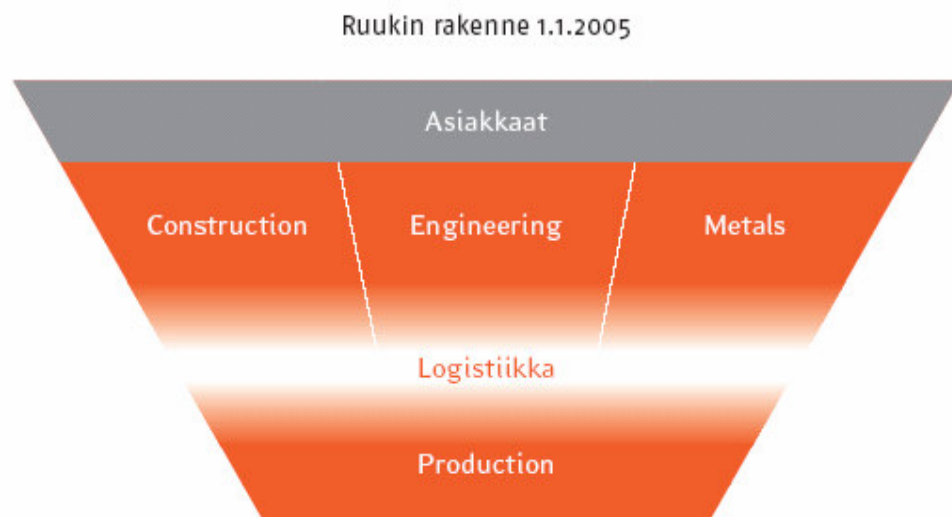 Ruukin rakenne 1.1.2005
Asiakkaat
Construction Engineering Metals
Logistiikka
Production